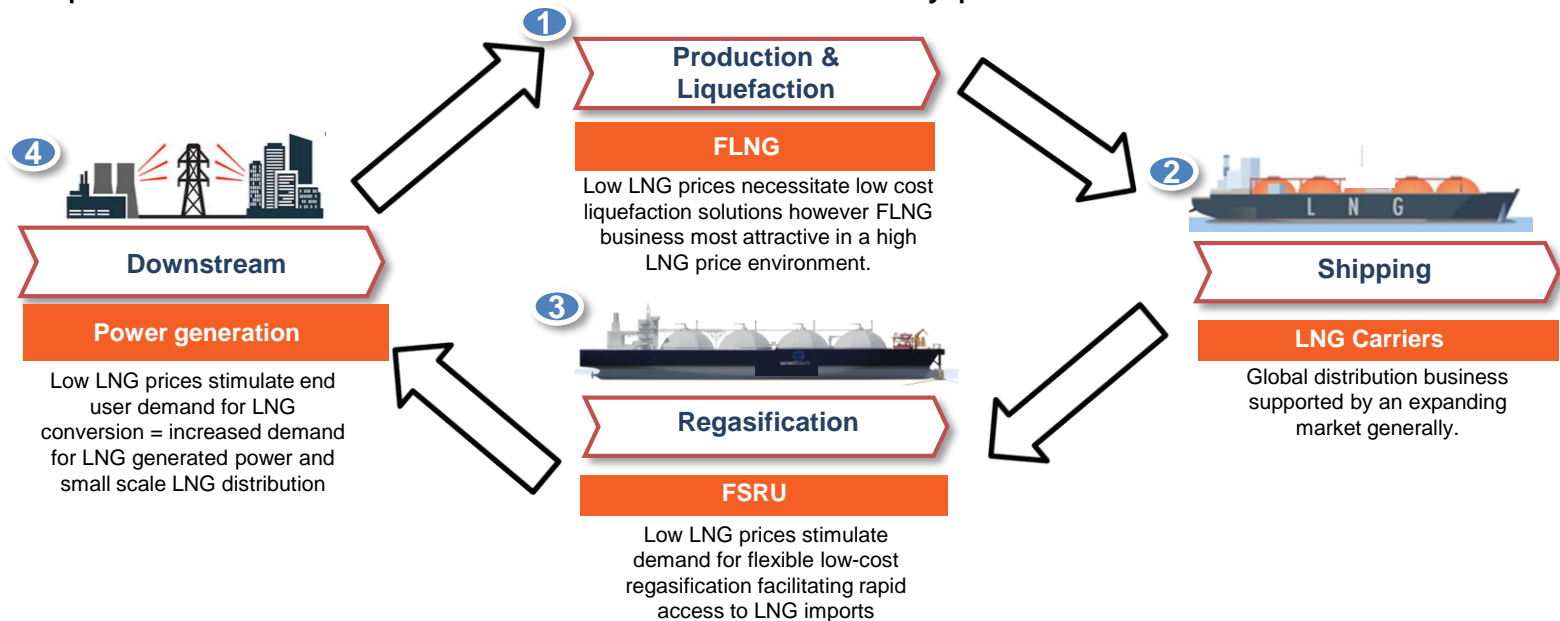 1
Production &
Liquefaction
FLNG
Low LNG prices necessitate low cost
liquefaction solutions however FLNG
business most attractive in a high
LNG price environment.
2
L N G
Shipping
LNG Carriers
Global distribution business
supported by an expanding
market generally.
3
Regasification
FSRU
Low LNG prices stimulate
demand for flexible low-cost
regasification facilitating rapid
access to LNG imports
4
Downstream
Power generation
Low LNG prices stimulate end
user demand for LNG
conversion = increased demand
for LNG generated power and
small scale LNG distribution